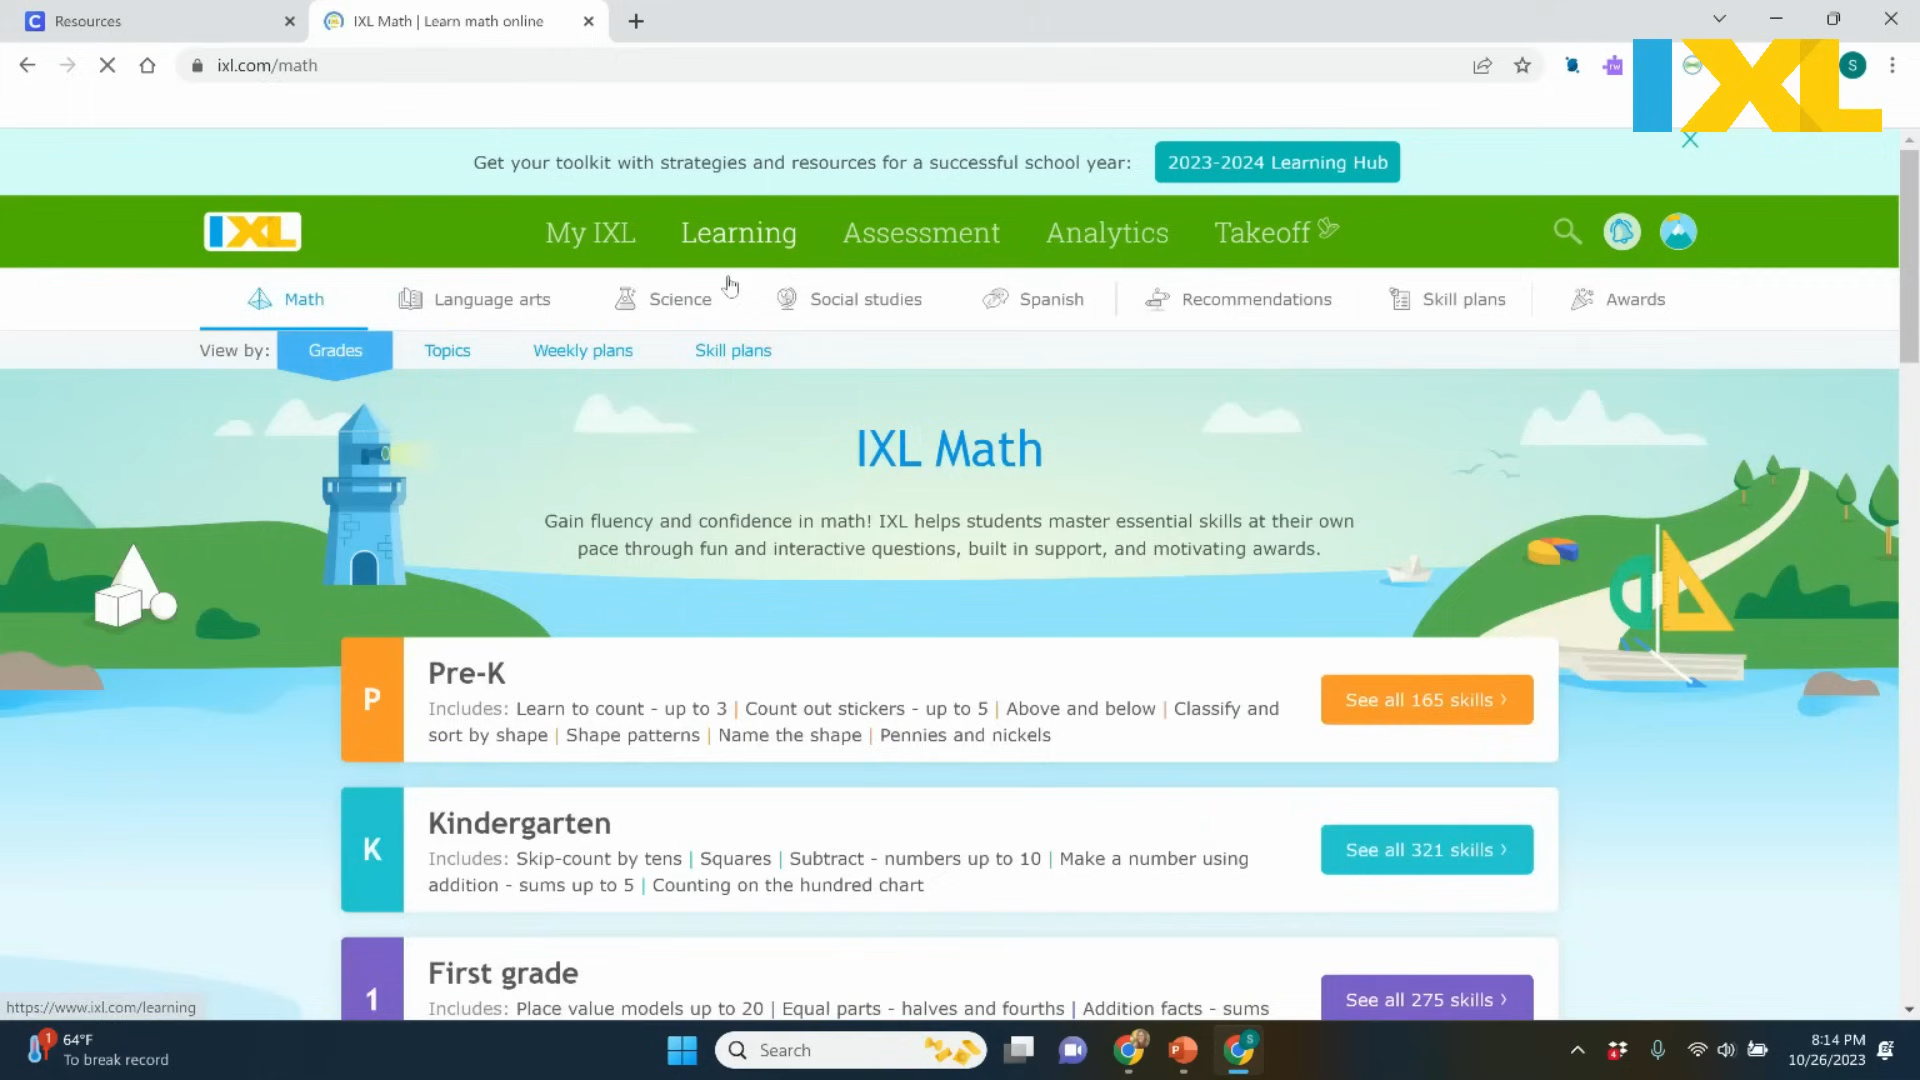 Resources
IXL Math | Learn math online
ixl.com/math
rw
S
IXL
Get your toolkit with strategies and resources for a successful school year:
2023-2024 Learning Hub
IXL
My IXL
Learning
Assessment
Analytics
Takeoff
Math
Language arts
Science
Social studies
Spanish
Recommendations
Skill plans
Awards
View by:
Grades
Topics
Weekly plans
Skill plans
IXL Math
Gain fluency and confidence in math! IXL helps students master essential skills at their own
pace through fun and interactive questions, built in support, and motivating awards.
P
Pre-K
Includes: Learn to count - up to 3 | Count out stickers - up to 5 | Above and below | Classify and
sort by shape | Shape patterns | Name the shape | Pennies and nickels
See all 165 skills ›
K
Kindergarten
Includes: Skip-count by tens | Squares | Subtract - numbers up to 10 | Make a number using
addition - sums up to 5 | Counting on the hundred chart
See all 321 skills ›
1
First grade
Includes: Place value models up to 20 | Equal parts - halves and fourths | Addition facts - sums
See all 275 skills ›
https://www.ixl.com/learning
1
64°F
To break record
Search
P
S
4
8:14 PM
10/26/2023